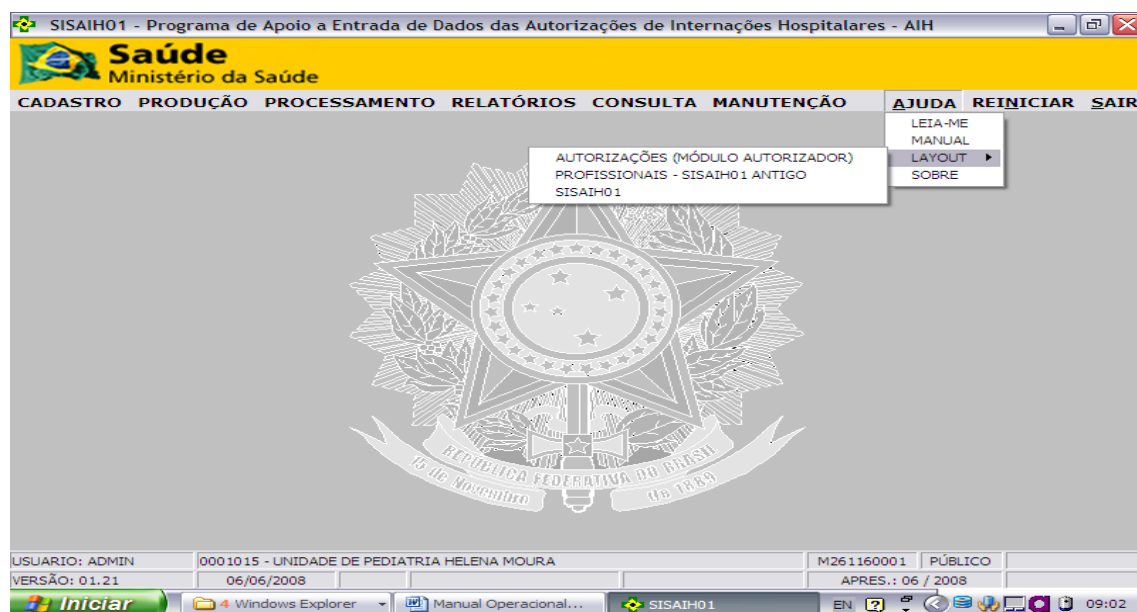 SISAIH01 - Programa de Apoio a Entrada de Dados das Autorizações de Internações Hospitalares - AIH
Saúde
Ministério da Saúde
CADASTRO PRODUÇÃO PROCESSAMENTO RELATÓRIOS CONSULTA MANUTENÇÃO AJUDA REINICIAR SAIR
LEIA-ME
MANUAL
LAYOUT
SOBRE
AUTORIZAÇÕES (MÓDULO AUTORIZADOR)
PROFISSIONAIS - SISAIH01 ANTIGO
SISAIH01
REPÚBLICA FEDERATIVA DO BRASIL
15 de Novembro de 1889
USUARIO: ADMIN 0001015 - UNIDADE DE PEDIATRIA HELENA MOURA M261160001 PÚBLICO
VERSÃO: 01.21 06/06/2008 APRES.: 06 / 2008
Iniciar 4 Windows Explorer Manual Operacional... SISAIH01 EN 09:02